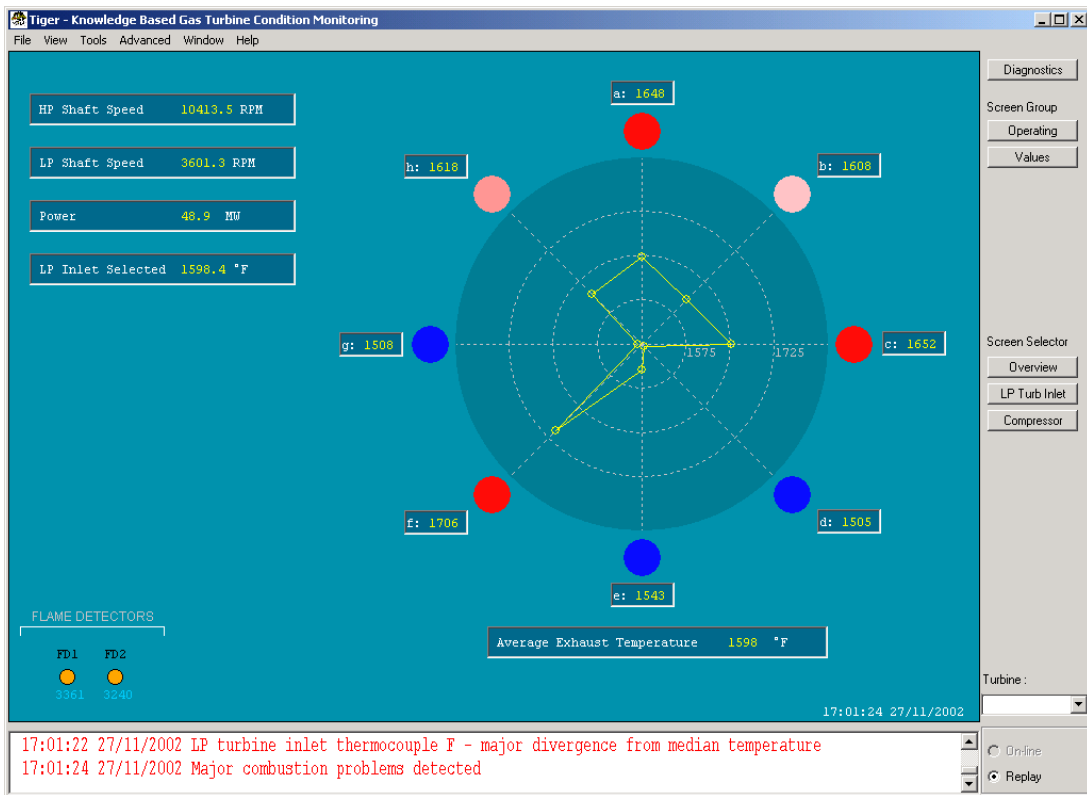 Tiger - Knowledge Based Gas Turbine Condition Monitoring
File View Tools Advanced Window Help
HP Shaft Speed 10413.5 RPM
LP Shaft Speed 3601.3 RPM
Power 48.9 MW
LP Inlet Selected 1598.4 °F
a: 1648
h: 1618
b: 1608
g: 1508
1575
1725
c: 1652
f: 1706
d: 1505
e: 1543
Average Exhaust Temperature 1598 °F
FLAME DETECTORS
FD1 FD2
3361 3240
17:01:24 27/11/2002
Diagnostics
Screen Group
Operating
Values
Screen Selector
Overview
LP Turb Inlet
Compressor
Turbine :
17:01:22 27/11/2002 LP turbine inlet thermocouple F - major divergence from median temperature
17:01:24 27/11/2002 Major combustion problems detected
On-line
Replay